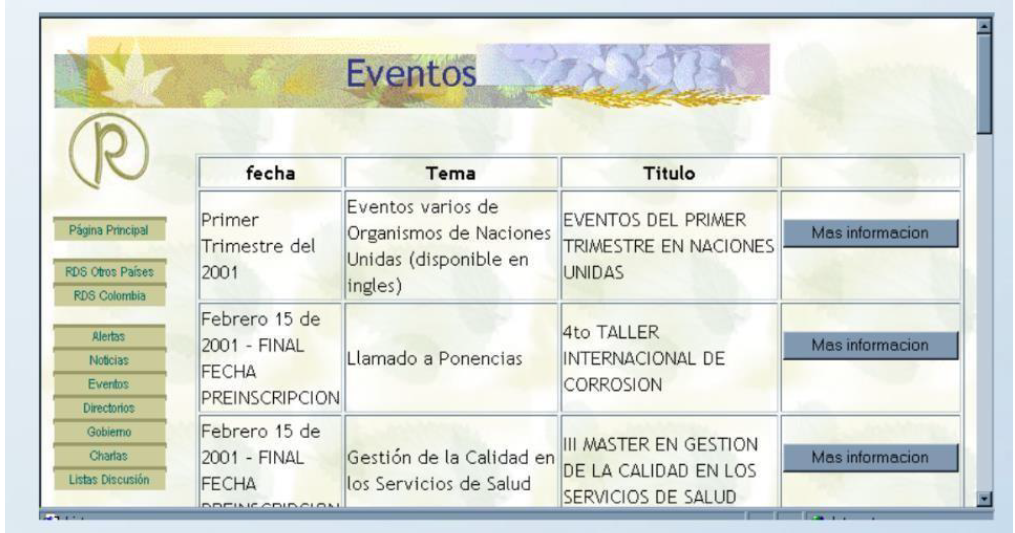 Eventos
R
Página Principal
RDS Otros Países
RDS Colombia
Alertas
Noticias
Eventos
Directorios
Gobierno
Charlas
Listas Discusión
fecha Tema Titulo
Primer
Trimestre del
2001
Eventos varios de
Organismos de Naciones
Unidas (disponible en
ingles)
EVENTOS DEL PRIMER
TRIMESTRE EN NACIONES
UNIDAS
Mas informacion
Febrero 15 de
2001 - FINAL
FECHA
PREINSCRIPCION
Llamado a Ponencias
4to TALLER
INTERNACIONAL DE
CORROSION
Mas informacion
Febrero 15 de
2001 - FINAL
FECHA
PREINSCRIPCION
Gestión de la Calidad en
los Servicios de Salud
III MASTER EN GESTION
DE LA CALIDAD EN LOS
SERVICIOS DE SALUD
Mas informacion